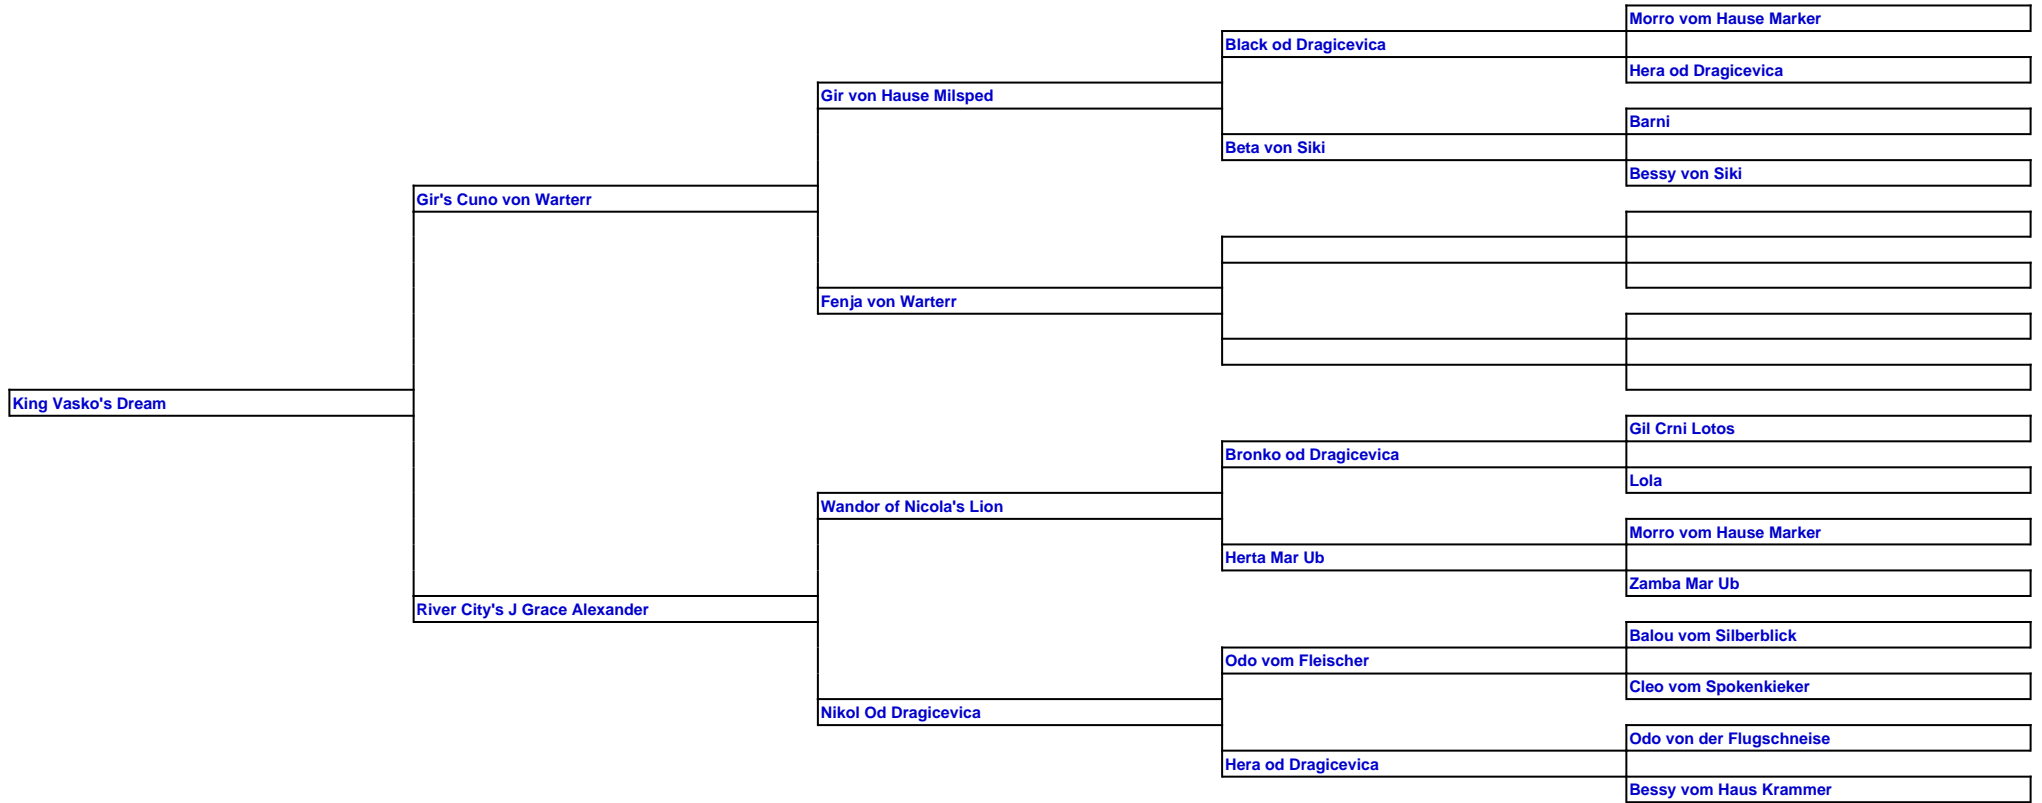 Morro vom Hause Marker
Black od Dragicevica
Hera od Dragicevica
Gir von Hause Milsped
Barni
Beta von Siki
Bessy von Siki
Gir's Cuno von Warterr
Fenja von Warterr
King Vasko's Dream
Gil Crni Lotos
Bronko od Dragicevica
Lola
Wandor of Nicola's Lion
Morro vom Hause Marker
Herta Mar Ub
Zamba Mar Ub
River City's J Grace Alexander
Balou vom Silberblick
Odo vom Fleischer
Cleo vom Spokenkieker
Nikol Od Dragicevica
Odo von der Flugschneise
Hera od Dragicevica
Bessy vom Haus Krammer